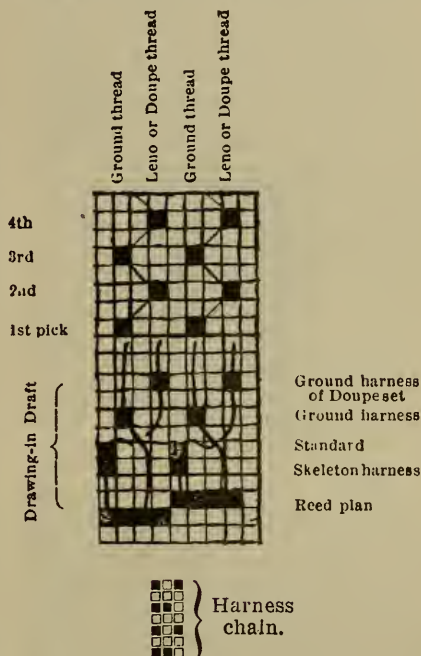 Ground thread
Leno or Doupe thread
Ground thread
Leno or Doupe thread
4th
3rd
2nd
1st pick
Drawing-in Draft
Ground harness
of Doupe set
Ground harness
Standard
Skeleton harness
Reed plan
Harness
chain.